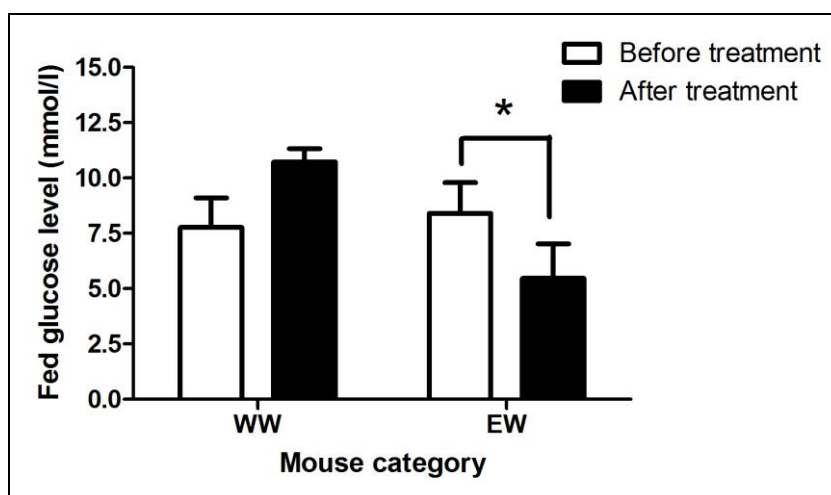 Before treatment
After treatment
Fed glucose level (mmol/l)
15.0
12.5
10.0
7.5
5.0
2.5
0.0
*
WW
EW
Mouse category